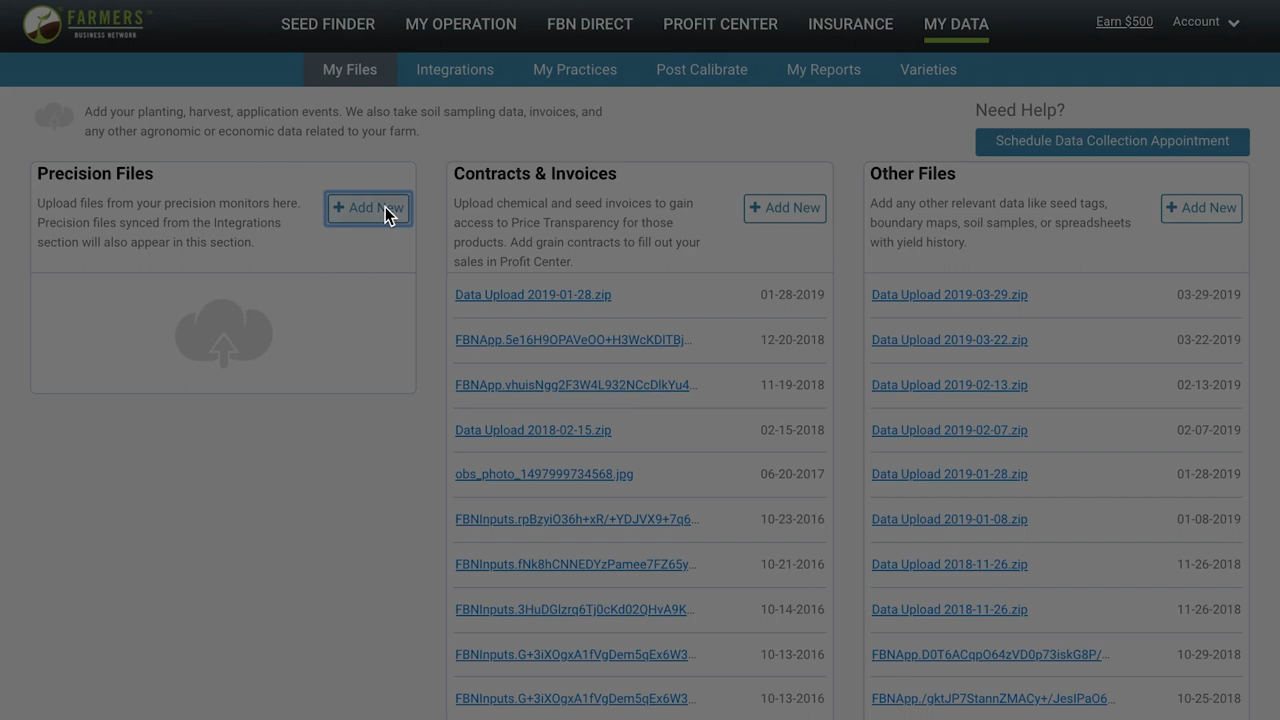 FARMERS
BUSINESS NETWORK
SEED FINDER
MY OPERATION
FBN DIRECT
PROFIT CENTER
INSURANCE
MY DATA
Earn $500
Account
My Files
Integrations
My Practices
Post Calibrate
My Reports
Varieties
Add your planting, harvest, application events. We also take soil sampling data, invoices, and
any other agronomic or economic data related to your farm.
Need Help?
Schedule Data Collection Appointment
Precision Files
Upload files from your precision monitors here.
Precision files synced from the Integrations
section will also appear in this section.
+ Add New
Contracts & Invoices
Upload chemical and seed invoices to gain
access to Price Transparency for those
products. Add grain contracts to fill out your
sales in Profit Center.
+ Add New
Data Upload 2019-01-28.zip 01-28-2019
FBNApp.5e16H9OPAVeOO+H3WcKDITBj... 12-20-2018
FBNApp.vhuisNgg2F3W4L932NCcDlkYu4... 11-19-2018
Data Upload 2018-02-15.zip 02-15-2018
obs_photo_1497999734568.jpg 06-20-2017
FBNInputs.rpBzyiO36h+xR/+YDJVX9+7q6... 10-23-2016
FBNInputs.fNk8hCNNEDYzPamee7FZ65y... 10-21-2016
FBNInputs.3HuDGlzrq6Tj0cKd02QHvA9K... 10-14-2016
FBNInputs.G+3iXOgxA1fVgDem5qEx6W3... 10-13-2016
FBNInputs.G+3iXOgxA1fVgDem5qEx6W3... 10-13-2016
Other Files
Add any other relevant data like seed tags,
boundary maps, soil samples, or spreadsheets
with yield history.
+ Add New
Data Upload 2019-03-29.zip 03-29-2019
Data Upload 2019-03-22.zip 03-22-2019
Data Upload 2019-02-13.zip 02-13-2019
Data Upload 2019-02-07.zip 02-07-2019
Data Upload 2019-01-28.zip 01-28-2019
Data Upload 2019-01-08.zip 01-08-2019
Data Upload 2018-11-26.zip 11-26-2018
Data Upload 2018-11-26.zip 11-26-2018
FBNApp.D0T6ACqpO64zVD0p73iskG8P/... 10-29-2018
FBNApp./gktJP7StannZMACy+/JesIPaO6... 10-25-2018